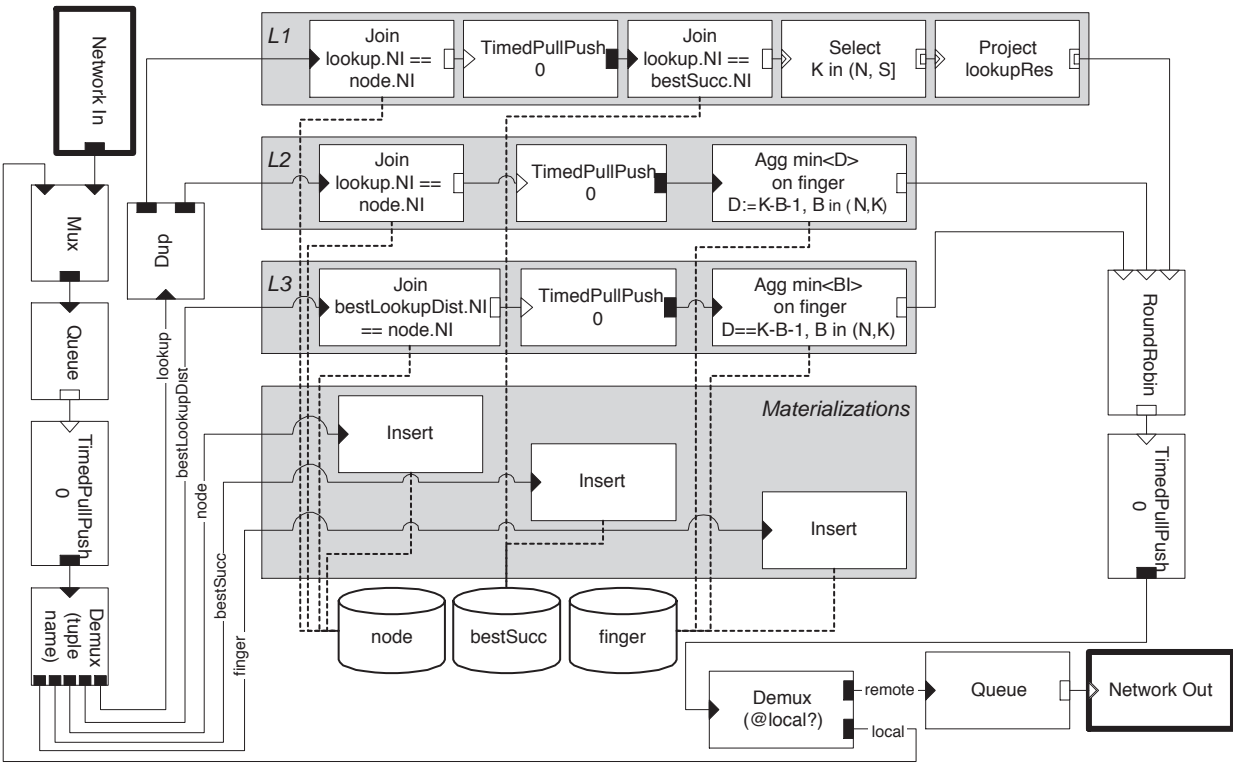 Network In
Mux
Queue
TimedPullPush
0
Demux
(tuple
name)
Dup
lookup
bestLookupDist
node
bestSucc
finger
L1
Join
lookup.NI ==
node.NI
TimedPullPush
0
Join
lookup.NI ==
bestSucc.NI
Select
K in (N, S]
Project
lookupRes
L2
Join
lookup.NI ==
node.NI
TimedPullPush
0
Agg min<D>
on finger
D:=K-B-1, B in (N,K)
L3
Join
bestLookupDist.NI
== node.NI
TimedPullPush
0
Agg min<BI>
on finger
D==K-B-1, B in (N,K)
Materializations
Insert
Insert
Insert
node
bestSucc
finger
RoundRobin
TimedPullPush
0
Demux
(@local?)
remote
local
Queue
Network Out